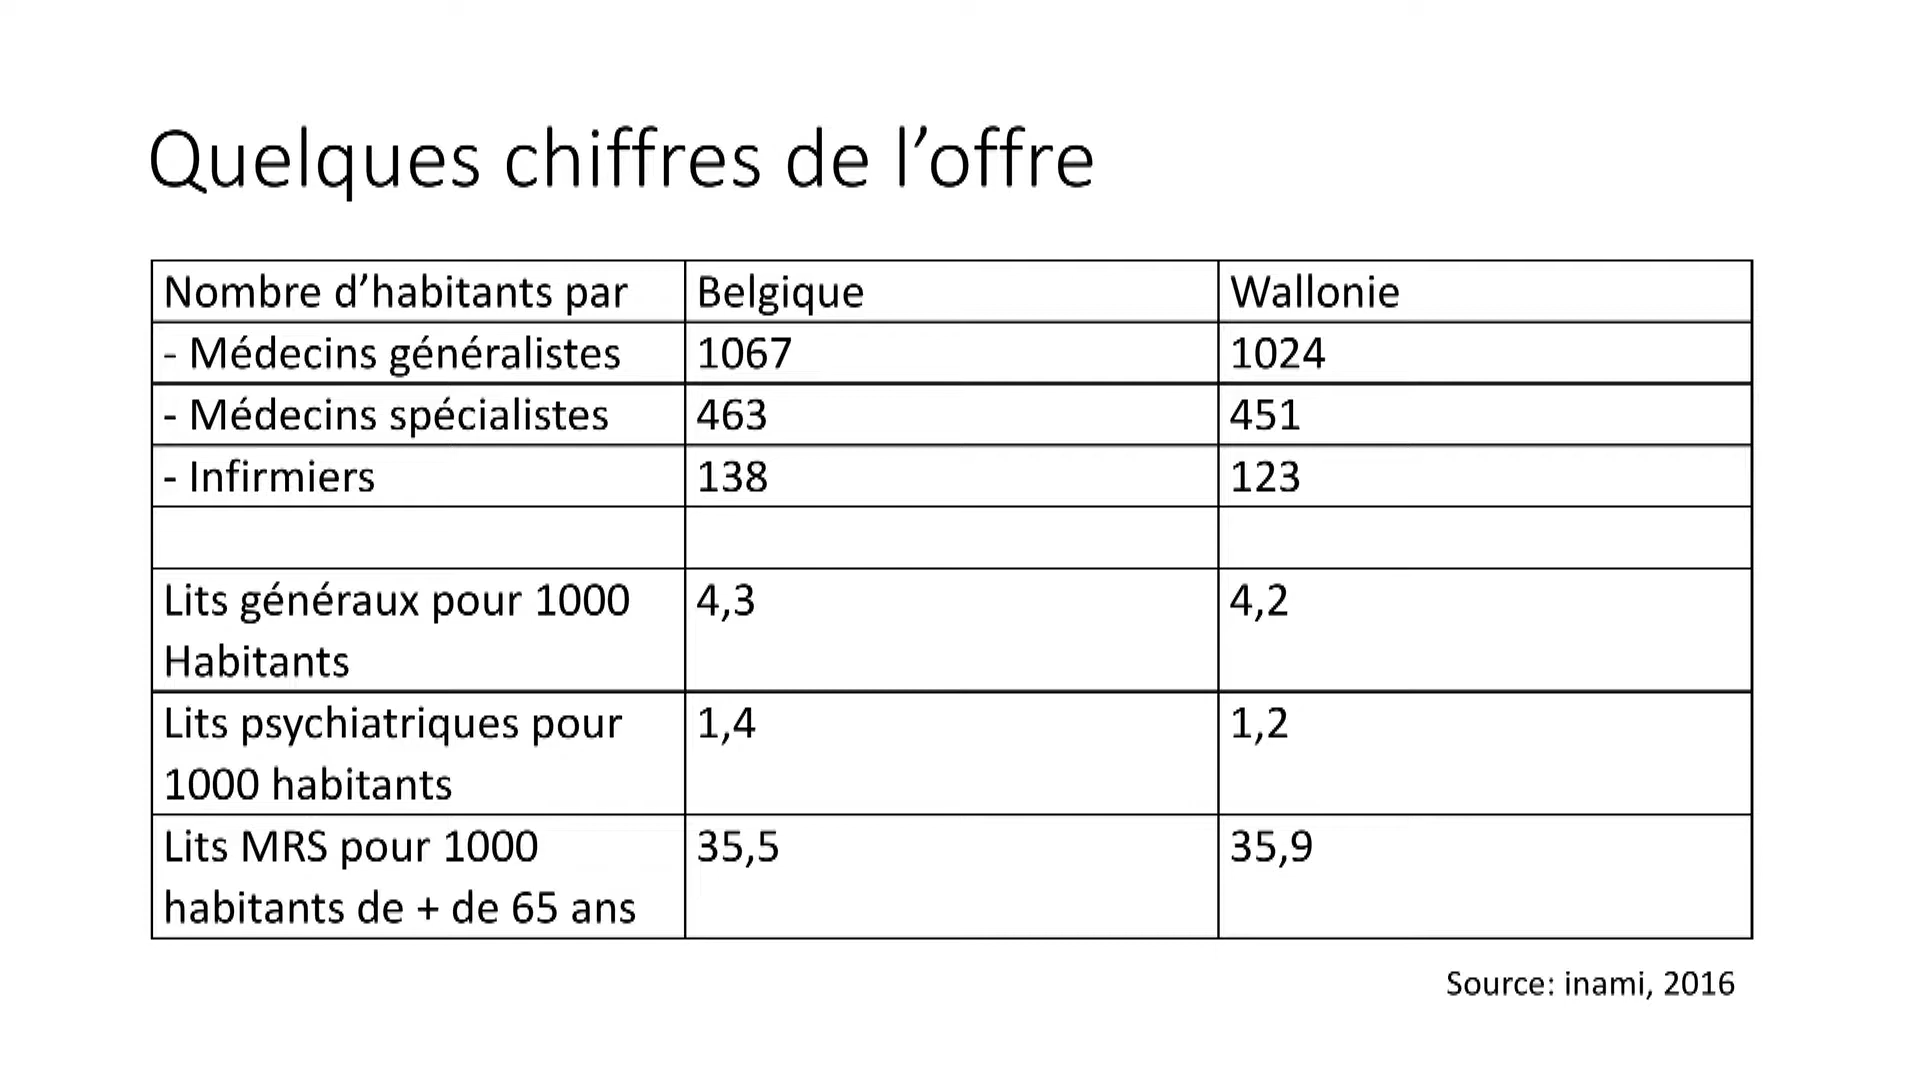 Quelques chiffres de l’offre
Nombre d’habitants par Belgique Wallonie
- Médecins généralistes 1067 1024
- Médecins spécialistes 463 451
- Infirmiers 138 123
Lits généraux pour 1000 4,3 4,2
Habitants
Lits psychiatriques pour 1,4 1,2
1000 habitants
Lits MRS pour 1000 35,5 35,9
habitants de + de 65 ans
Source: inami, 2016